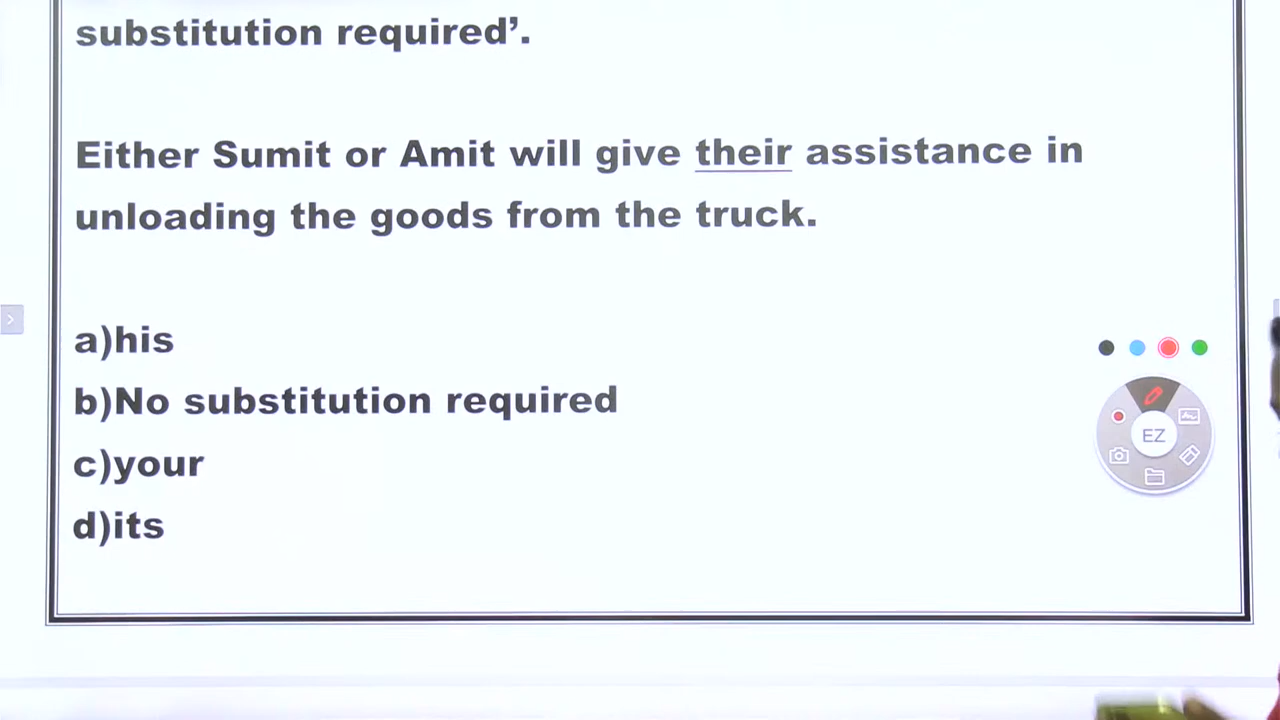 substitution required’.
Either Sumit or Amit will give their assistance in
unloading the goods from the truck.
a)his
b)No substitution required
c)your
d)its
EZ